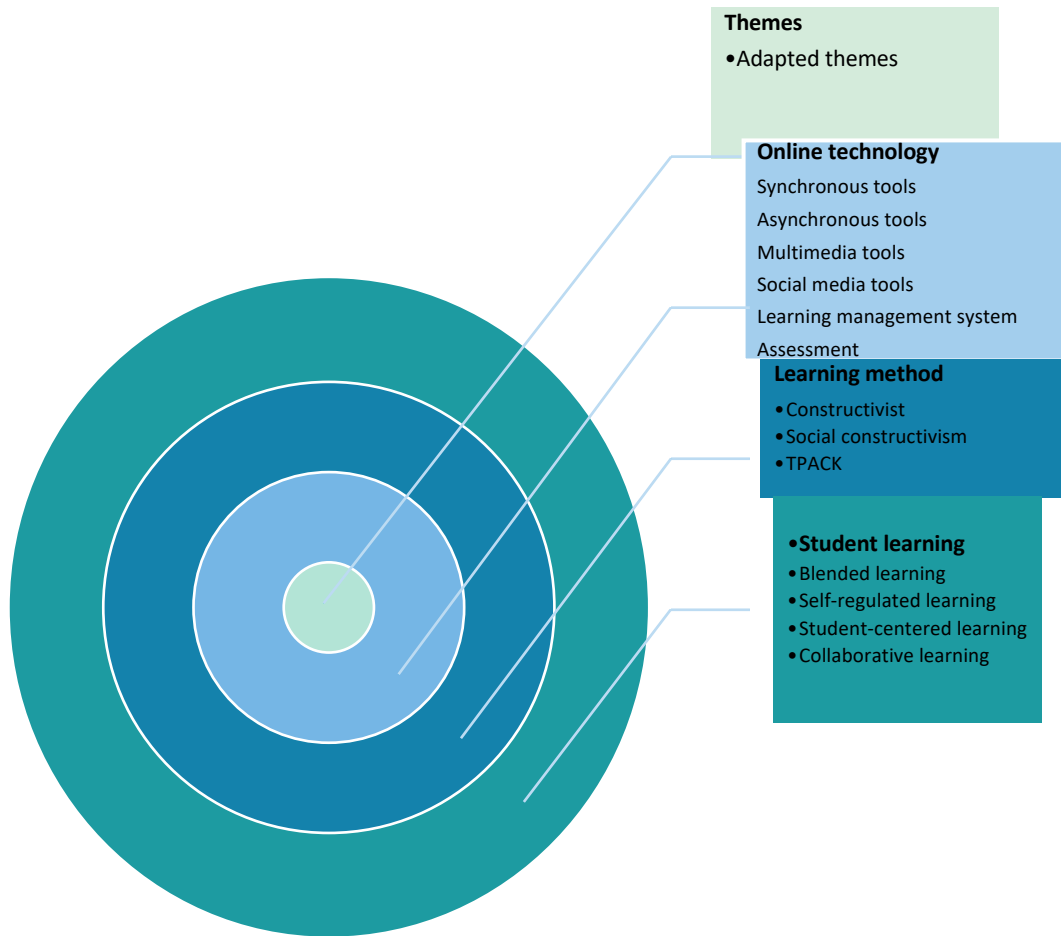 Themes
•Adapted themes
Online technology
Synchronous tools
Asynchronous tools
Multimedia tools
Social media tools
Learning management system
Assessment
Learning method
•Constructivist
•Social constructivism
•TPACK
•Student learning
•Blended learning
•Self-regulated learning
•Student-centered learning
•Collaborative learning